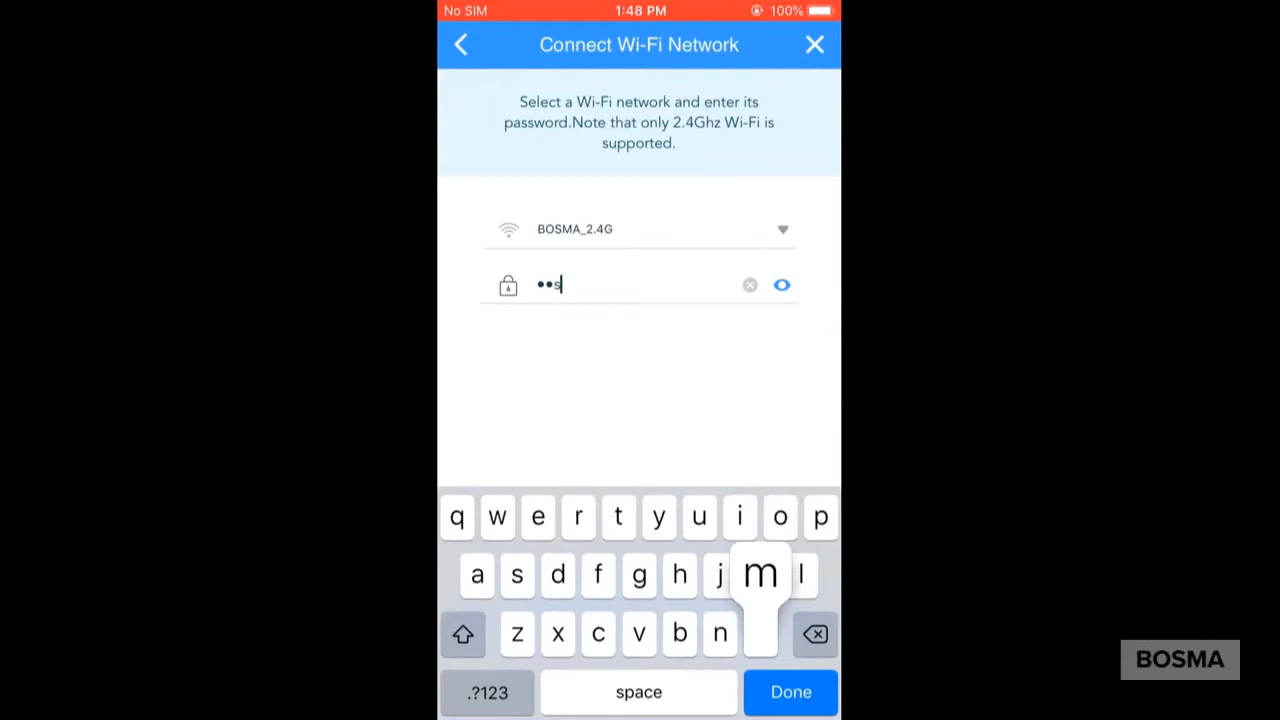 No SIM 1:48 PM 100%
Connect Wi-Fi Network
Select a Wi-Fi network and enter its
password.Note that only 2.4Ghz Wi-Fi is
supported.
BOSMA_2.4G
••s
q w e r t y u i o p
a s d f g h j m l
z x c v b n
.?123 space Done
BOSMA